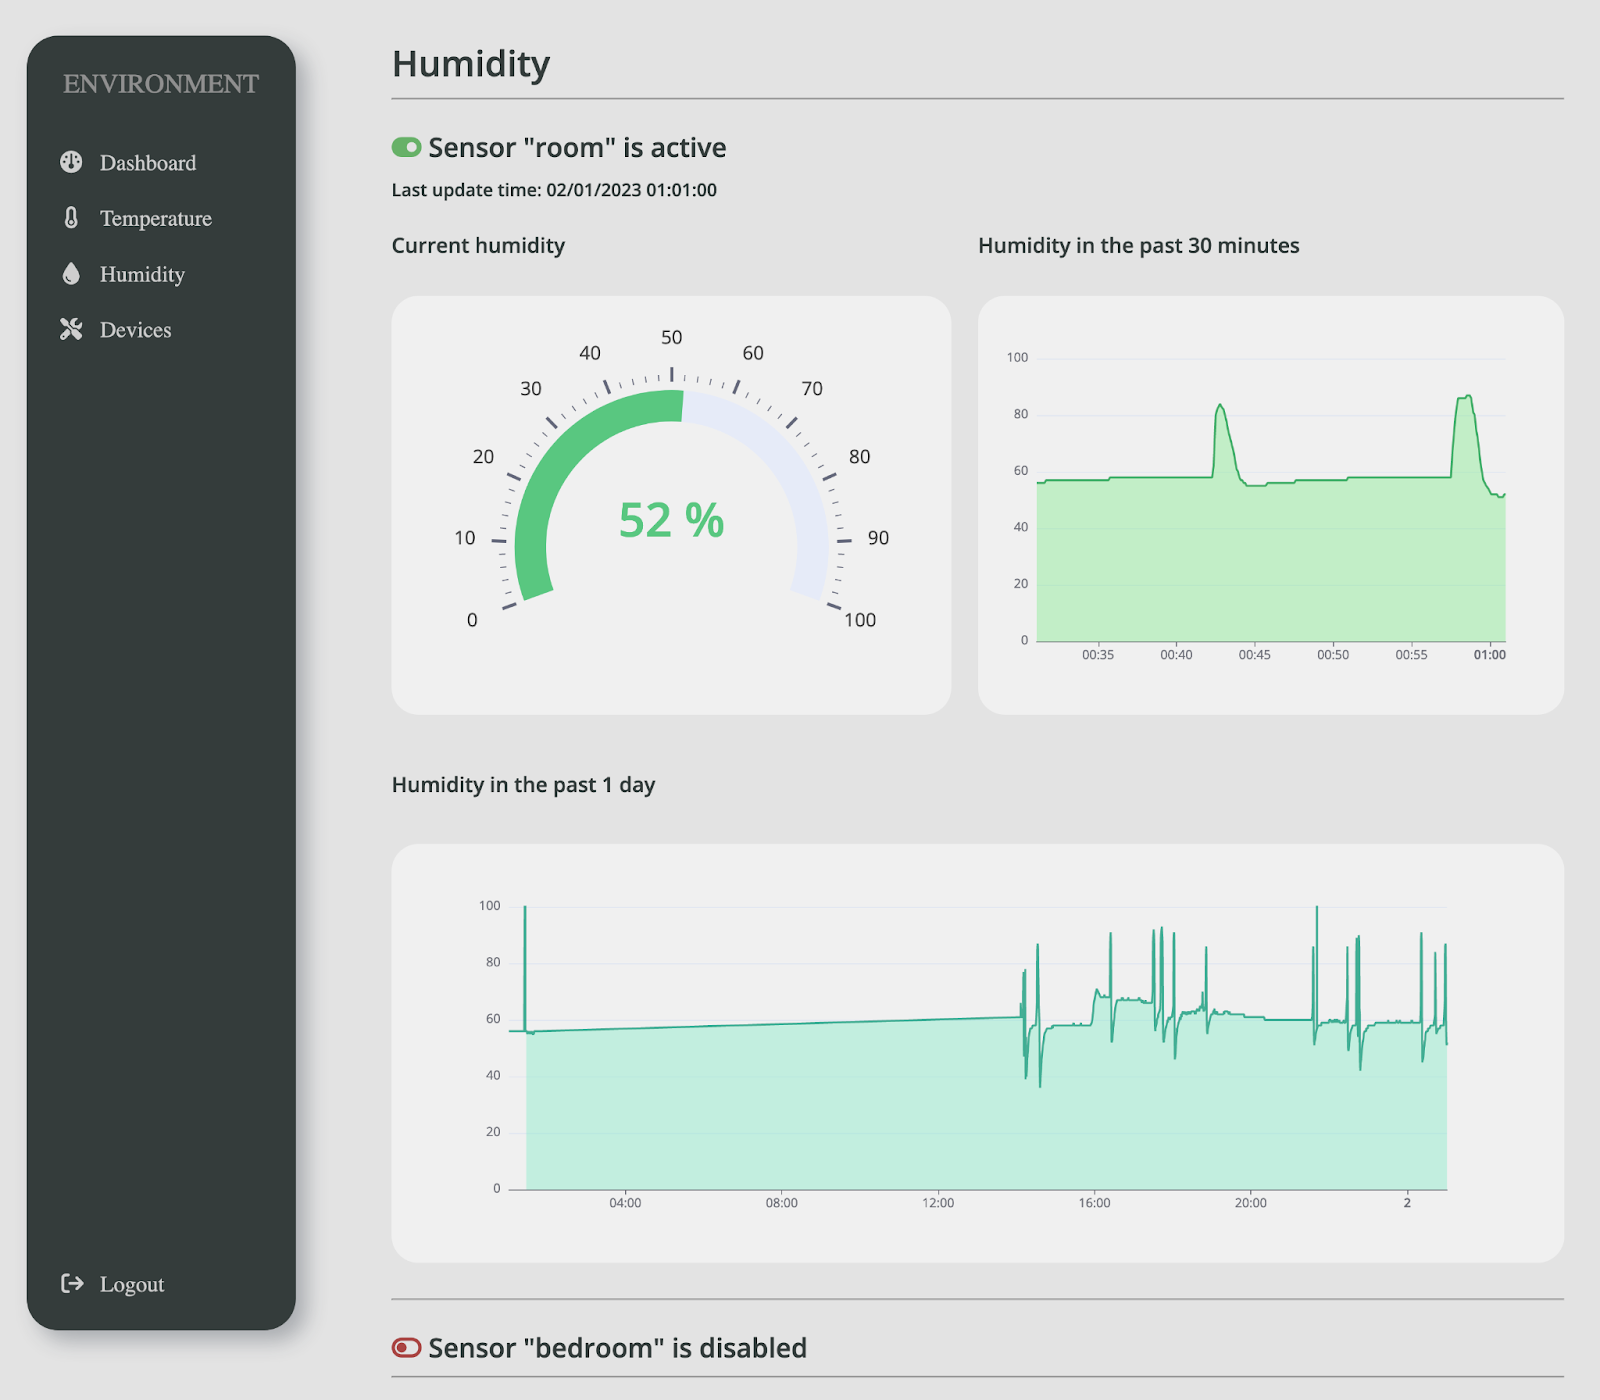 ENVIRONMENT
Dashboard
Temperature
Humidity
Devices
Logout
Humidity
Sensor "room" is active
Last update time: 02/01/2023 01:01:00
Current humidity
0
10
20
30
40
50
60
70
80
90
100
52 %
Humidity in the past 30 minutes
100
80
60
40
20
0
00:35 00:40 00:45 00:50 00:55 01:00
Humidity in the past 1 day
100
80
60
40
20
0
04:00 08:00 12:00 16:00 20:00 2
Sensor "bedroom" is disabled